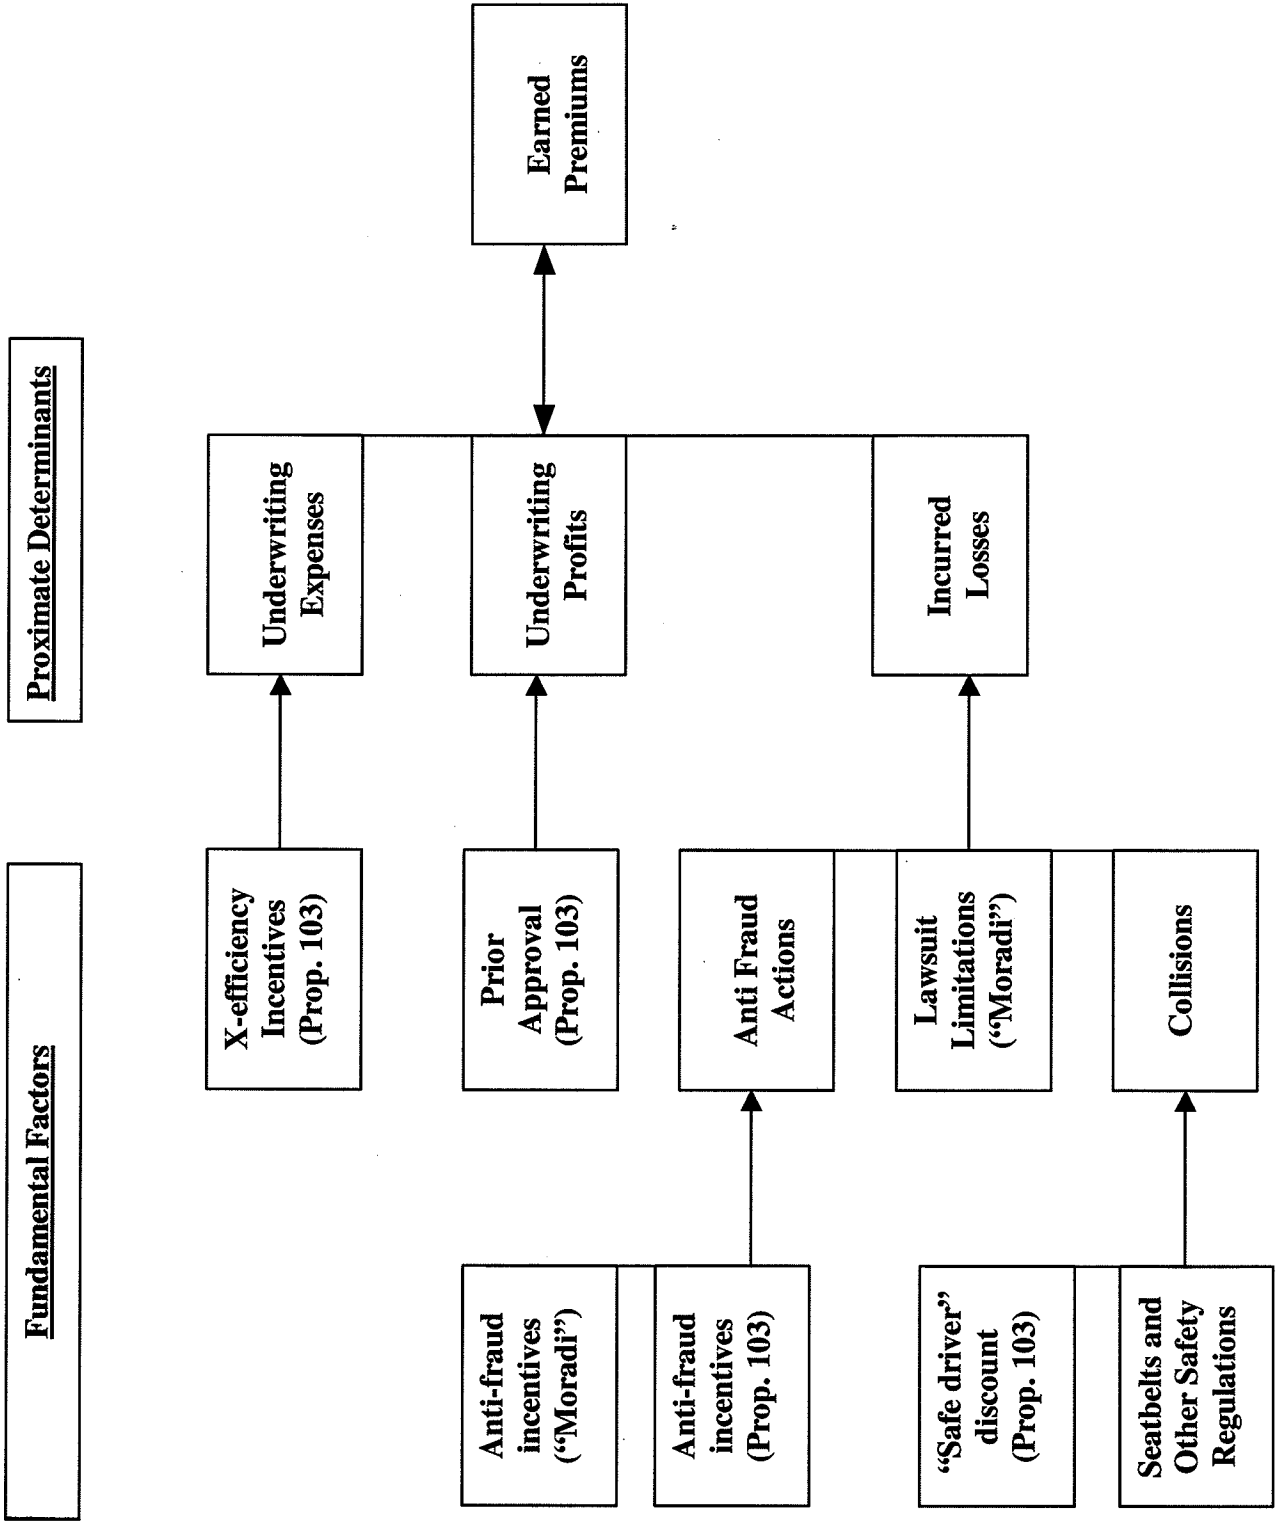 Fundamental Factors
Proximate Determinants
X-efficiency
Incentives
(Prop. 103)
Underwriting
Expenses
Anti-fraud
incentives
(“Moradi”)
Prior
Approval
(Prop. 103)
Underwriting
Profits
Earned
Premiums
Anti-fraud
incentives
(Prop. 103)
Anti Fraud
Actions
“Safe driver”
discount
(Prop. 103)
Lawsuit
Limitations
(“Moradi”)
Incurred
Losses
Seatbelts and
Other Safety
Regulations
Collisions